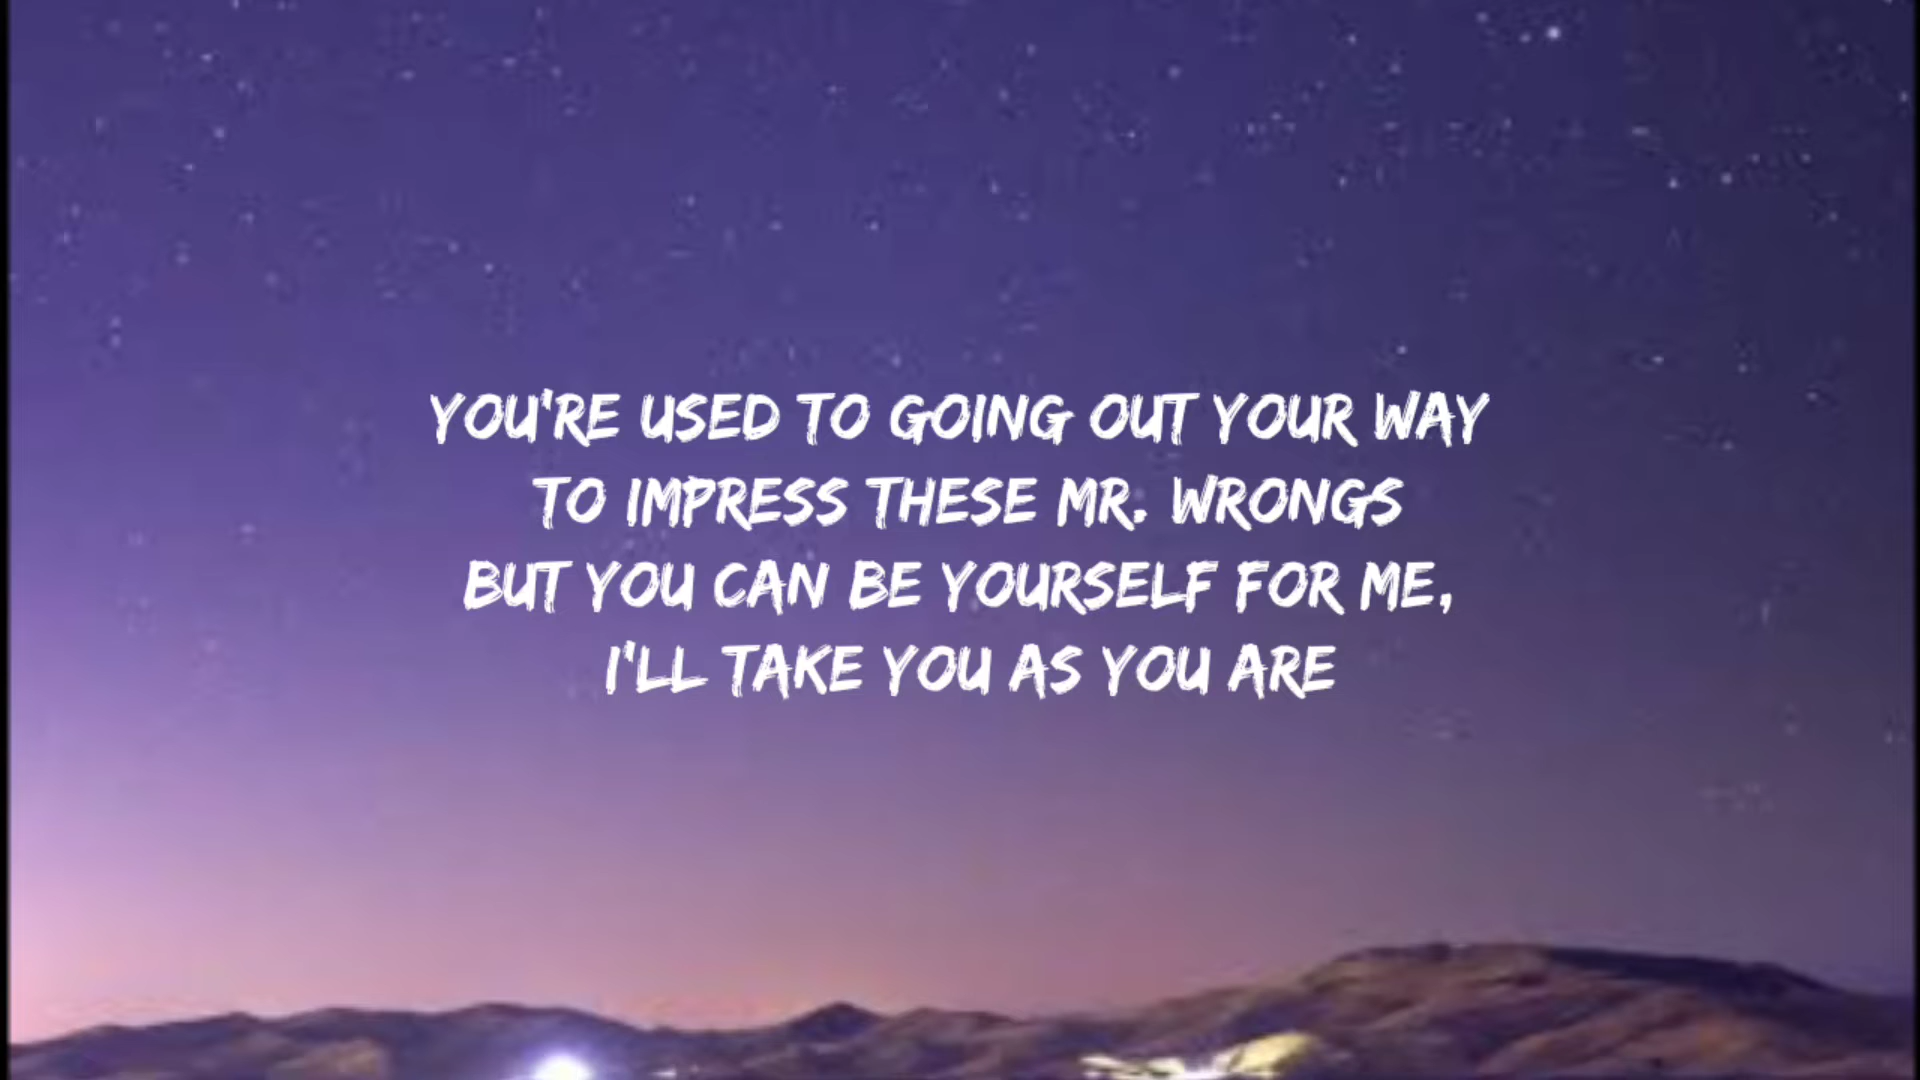 YOU'RE USED TO GOING OUT YOUR WAY
TO IMPRESS THESE MR. WRONGS
BUT YOU CAN BE YOURSELF FOR ME,
I'LL TAKE YOU AS YOU ARE